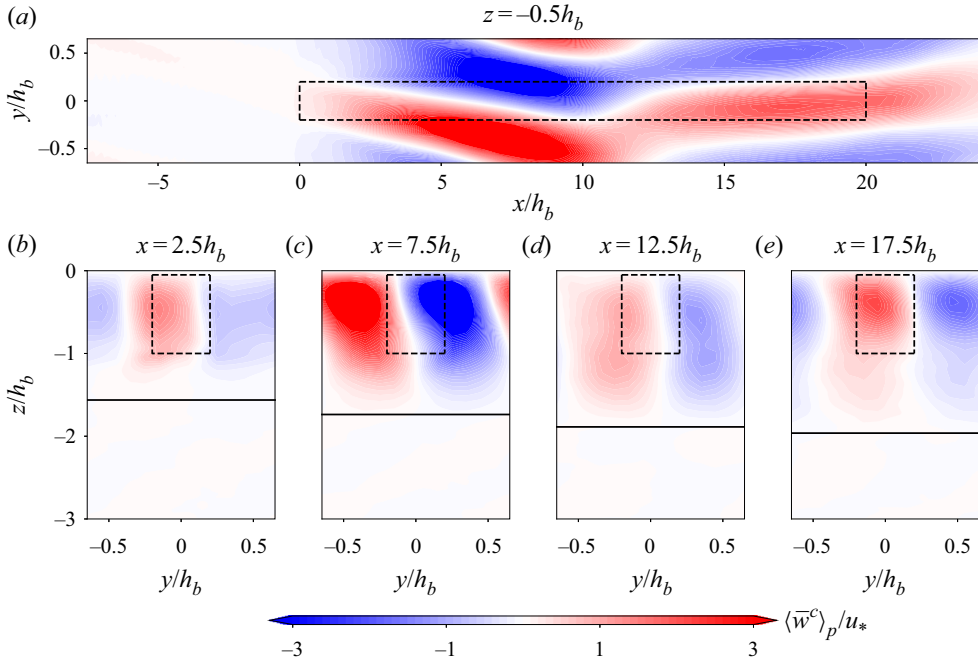 (a) z = −0.5h_b
0.5
0
−0.5
y/h_b
−5 0 5 10 15 20
x/h_b
(b) x = 2.5h_b (c) x = 7.5h_b (d) x = 12.5h_b (e) x = 17.5h_b
0
−1
−2
−3
z/h_b
−0.5 0 0.5 −0.5 0 0.5 −0.5 0 0.5 −0.5 0 0.5
y/h_b y/h_b y/h_b y/h_b
⟨w̅^c⟩_p/u_*
−3 −1 1 3